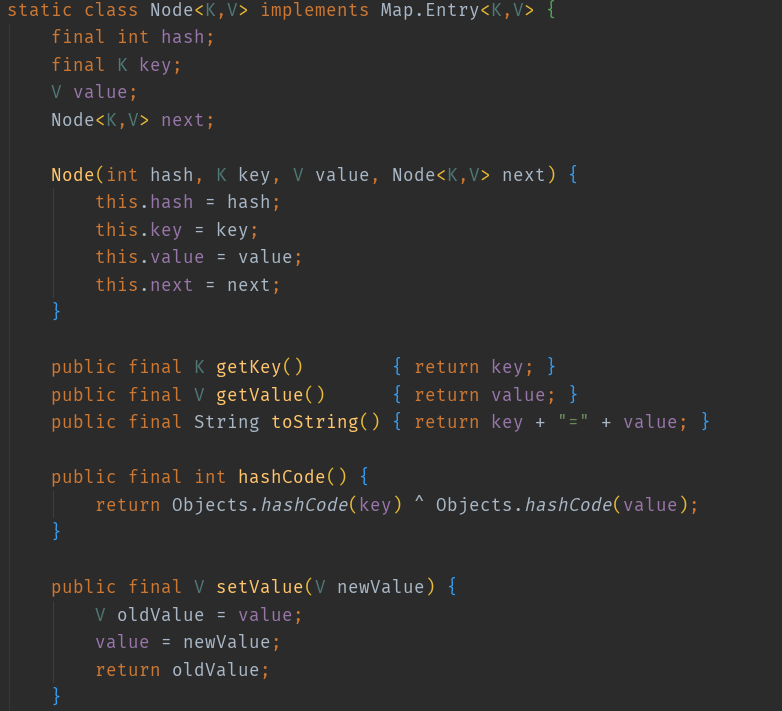 static class Node<K,V> implements Map.Entry<K,V> {
    final int hash;
    final K key;
    V value;
    Node<K,V> next;

    Node(int hash, K key, V value, Node<K,V> next) {
        this.hash = hash;
        this.key = key;
        this.value = value;
        this.next = next;
    }

    public final K getKey()        { return key; }
    public final V getValue()      { return value; }
    public final String toString() { return key + "=" + value; }

    public final int hashCode() {
        return Objects.hashCode(key) ^ Objects.hashCode(value);
    }

    public final V setValue(V newValue) {
        V oldValue = value;
        value = newValue;
        return oldValue;
    }